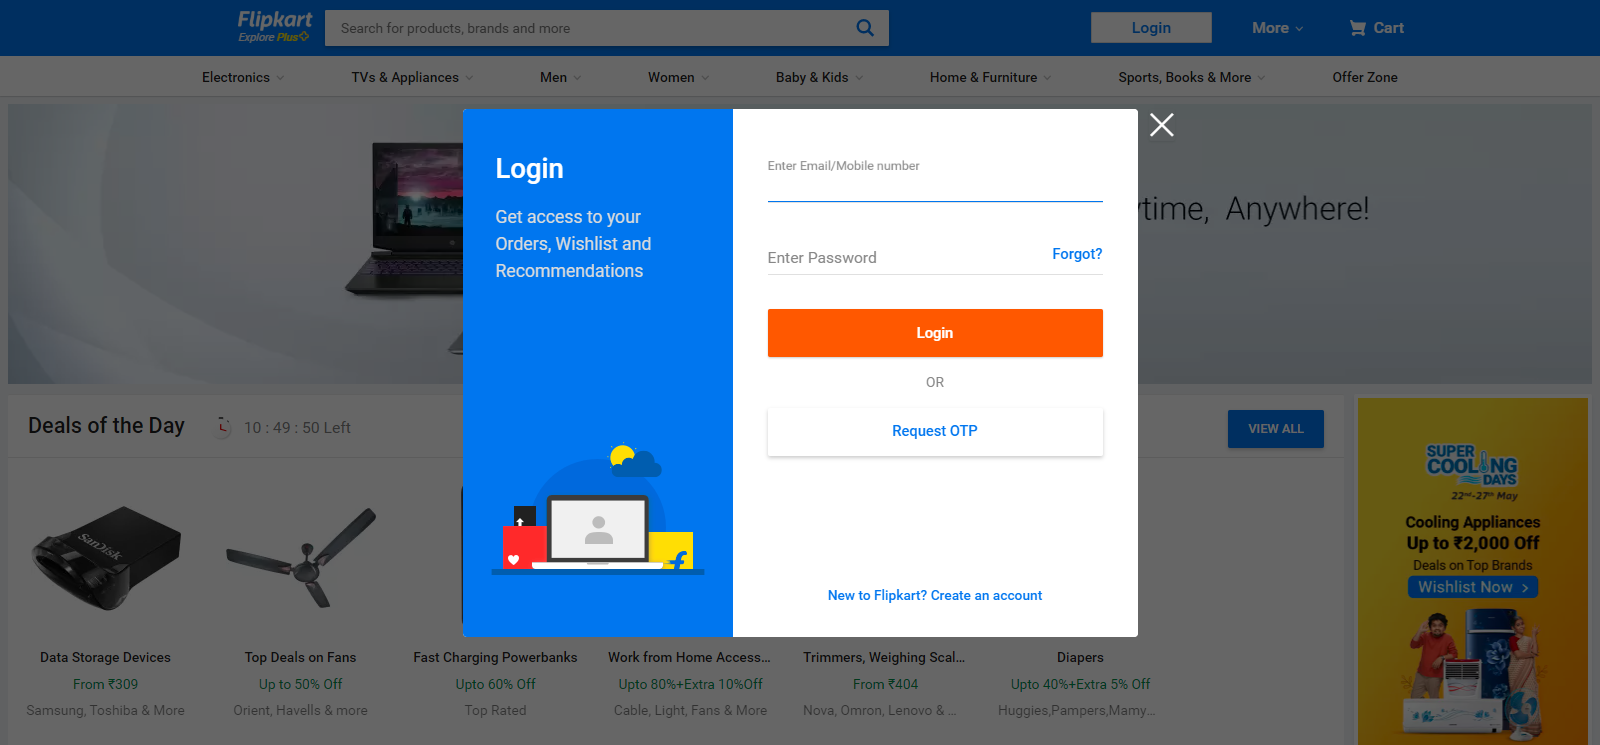 Flipkart
Explore Plus
Search for products, brands and more
Login
More
Cart
Electronics
TVs & Appliances
Men
Women
Baby & Kids
Home & Furniture
Sports, Books & More
Offer Zone
Login
Get access to your
Orders, Wishlist and
Recommendations
Enter Email/Mobile number
Enter Password
Forgot?
Login
OR
Request OTP
New to Flipkart? Create an account
ytime, Anywhere!
Deals of the Day
10 : 49 : 50 Left
VIEW ALL
SanDisk
Data Storage Devices
From ₹309
Samsung, Toshiba & More
Top Deals on Fans
Up to 50% Off
Orient, Havells & more
Fast Charging Powerbanks
Upto 60% Off
Top Rated
Work from Home Access...
Upto 80%+Extra 10%Off
Cable, Light, Fans & More
Trimmers, Weighing Scal...
From ₹404
Nova, Omron, Lenovo & ...
Diapers
Upto 40%+Extra 5% Off
Huggies,Pampers,Mamy...
SUPER
COOLING
DAYS
22nd-27th May
Cooling Appliances
Up to ₹2,000 Off
Deals on Top Brands
Wishlist Now